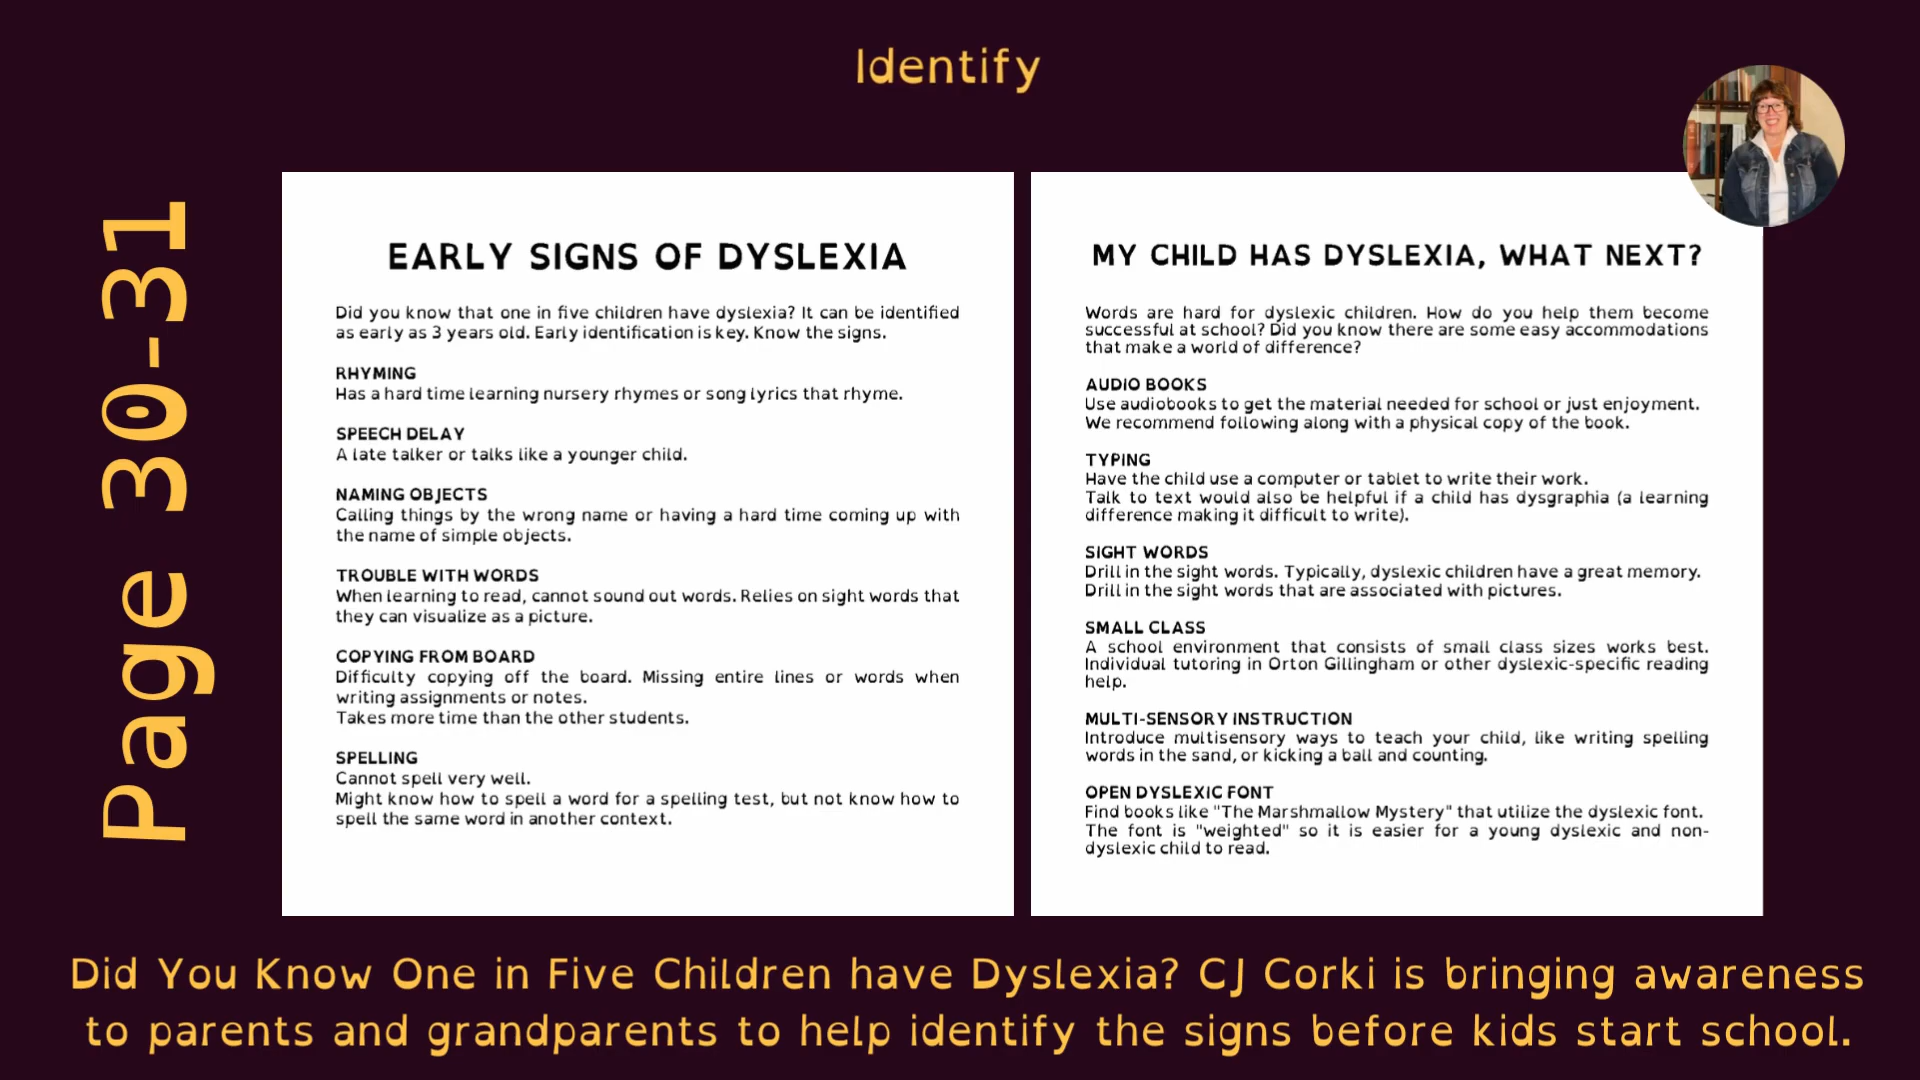 Identify
Page 30-31
EARLY SIGNS OF DYSLEXIA
Did you know that one in five children have dyslexia? It can be identified
as early as 3 years old. Early identification is key. Know the signs.
RHYMING
Has a hard time learning nursery rhymes or song lyrics that rhyme.
SPEECH DELAY
A late talker or talks like a younger child.
NAMING OBJECTS
Calling things by the wrong name or having a hard time coming up with
the name of simple objects.
TROUBLE WITH WORDS
When learning to read, cannot sound out words. Relies on sight words that
they can visualize as a picture.
COPYING FROM BOARD
Difficulty copying off the board. Missing entire lines or words when
writing assignments or notes.
Takes more time than the other students.
SPELLING
Cannot spell very well.
Might know how to spell a word for a spelling test, but not know how to
spell the same word in another context.
MY CHILD HAS DYSLEXIA, WHAT NEXT?
Words are hard for dyslexic children. How do you help them become
successful at school? Did you know there are some easy accommodations
that make a world of difference?
AUDIO BOOKS
Use audiobooks to get the material needed for school or just enjoyment.
We recommend following along with a physical copy of the book.
TYPING
Have the child use a computer or tablet to write their work.
Talk to text would also be helpful if a child has dysgraphia (a learning
difference making it difficult to write).
SIGHT WORDS
Drill in the sight words. Typically, dyslexic children have a great memory.
Drill in the sight words that are associated with pictures.
SMALL CLASS
A school environment that consists of small class sizes works best.
Individual tutoring in Orton Gillingham or other dyslexic-specific reading
help.
MULTI-SENSORY INSTRUCTION
Introduce multisensory ways to teach your child, like writing spelling
words in the sand, or kicking a ball and counting.
OPEN DYSLEXIC FONT
Find books like "The Marshmallow Mystery" that utilize the dyslexic font.
The font is "weighted" so it is easier for a young dyslexic and non-
dyslexic child to read.
Did You Know One in Five Children have Dyslexia? CJ Corki is bringing awareness
to parents and grandparents to help identify the signs before kids start school.